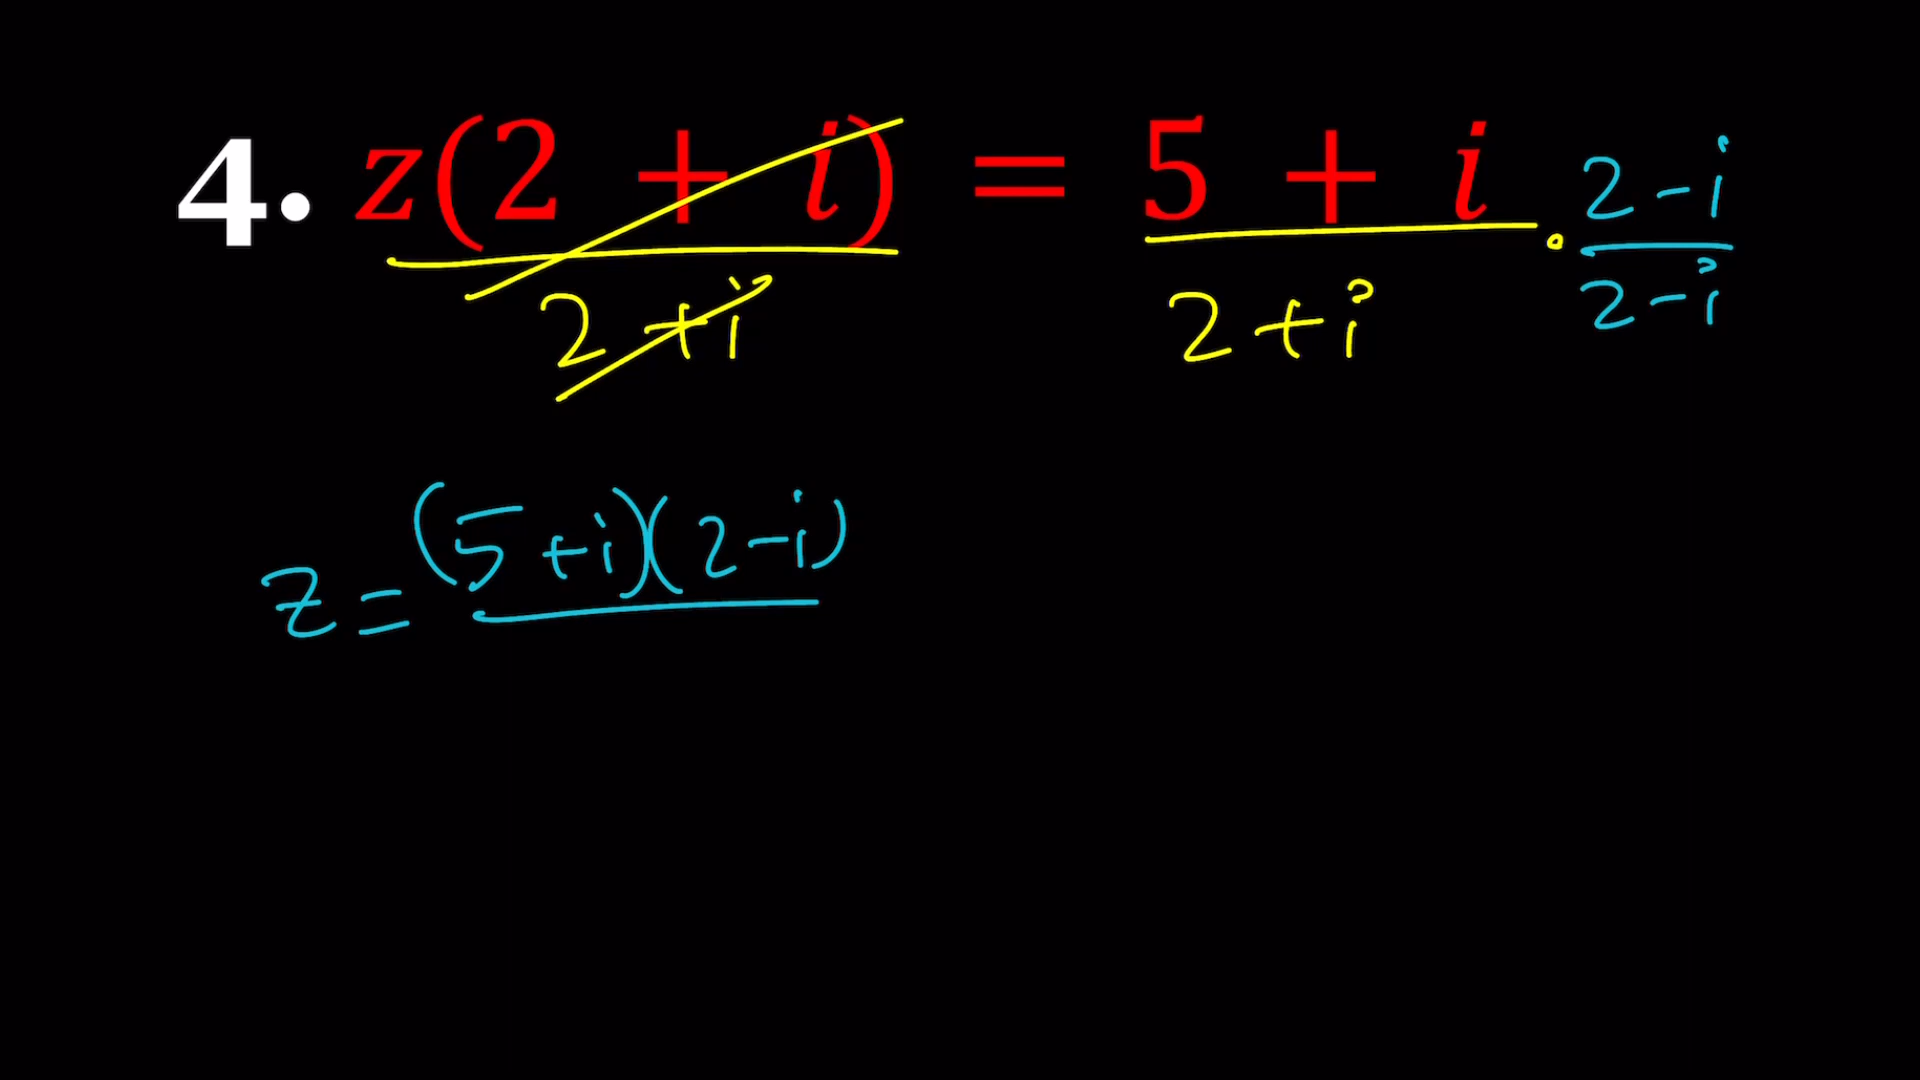 4. z(2 + i) = 5 + i · 2 - i
2 + i 2 + i 2 - i
z = (5 + i)(2 - i)